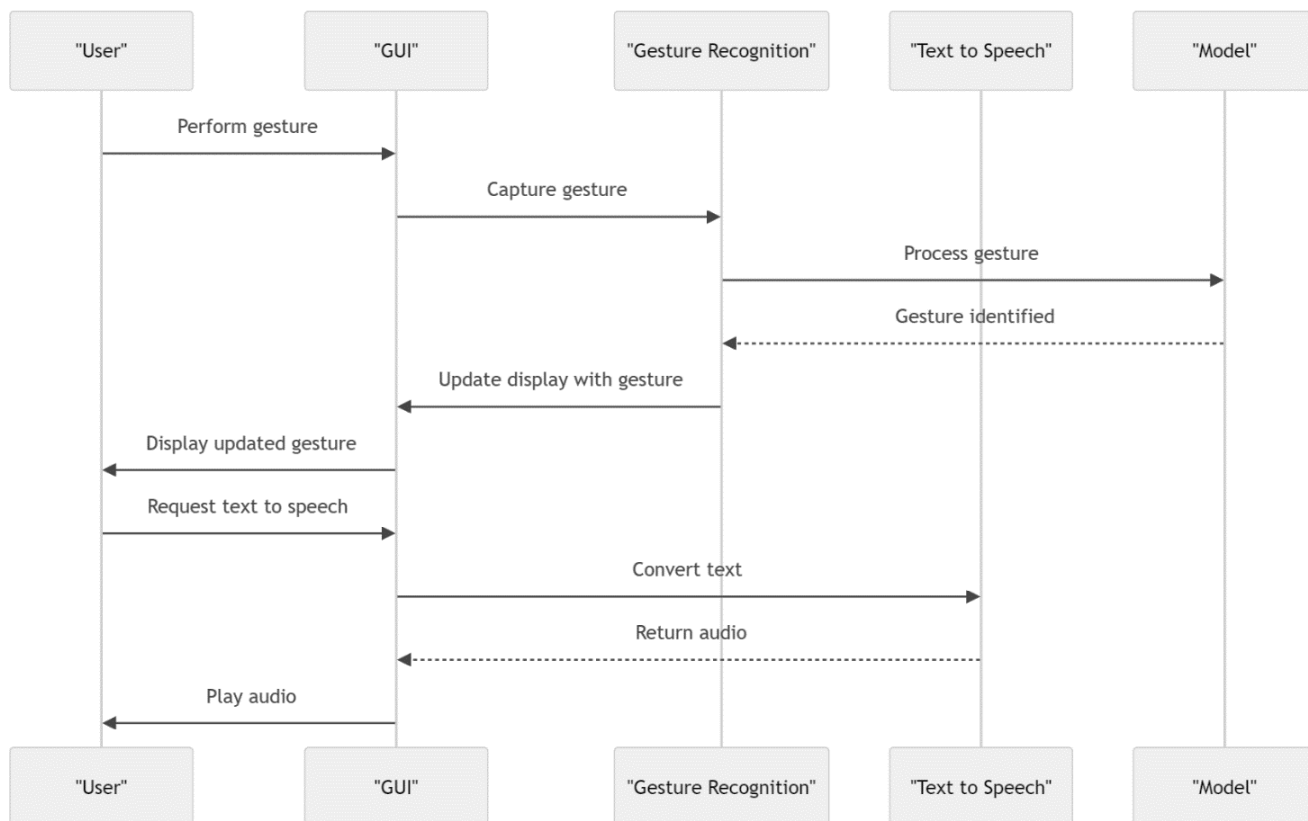 "User"
"GUI"
"Gesture Recognition"
"Text to Speech"
"Model"
Perform gesture
Capture gesture
Process gesture
Gesture identified
Update display with gesture
Display updated gesture
Request text to speech
Convert text
Return audio
Play audio
"User"
"GUI"
"Gesture Recognition"
"Text to Speech"
"Model"